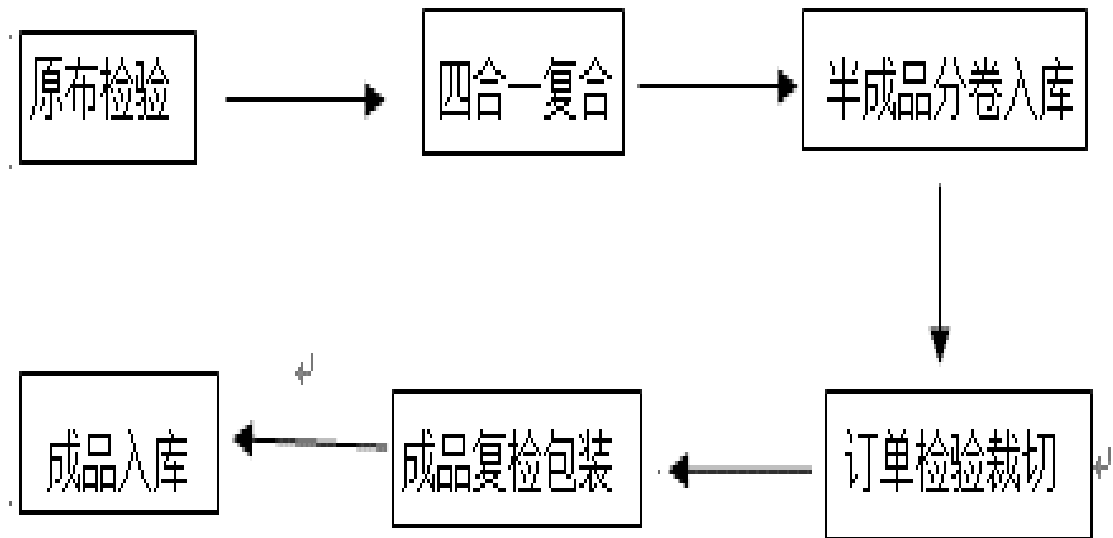 原布检验
四合一复合
半成品分卷入库
订单检验裁切
成品复检包装
成品入库